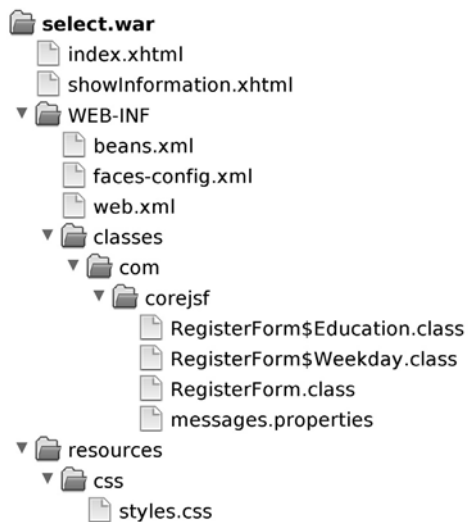 select.war
index.xhtml
showInformation.xhtml
WEB-INF
beans.xml
faces-config.xml
web.xml
classes
com
corejsf
RegisterForm$Education.class
RegisterForm$Weekday.class
RegisterForm.class
messages.properties
resources
css
styles.css